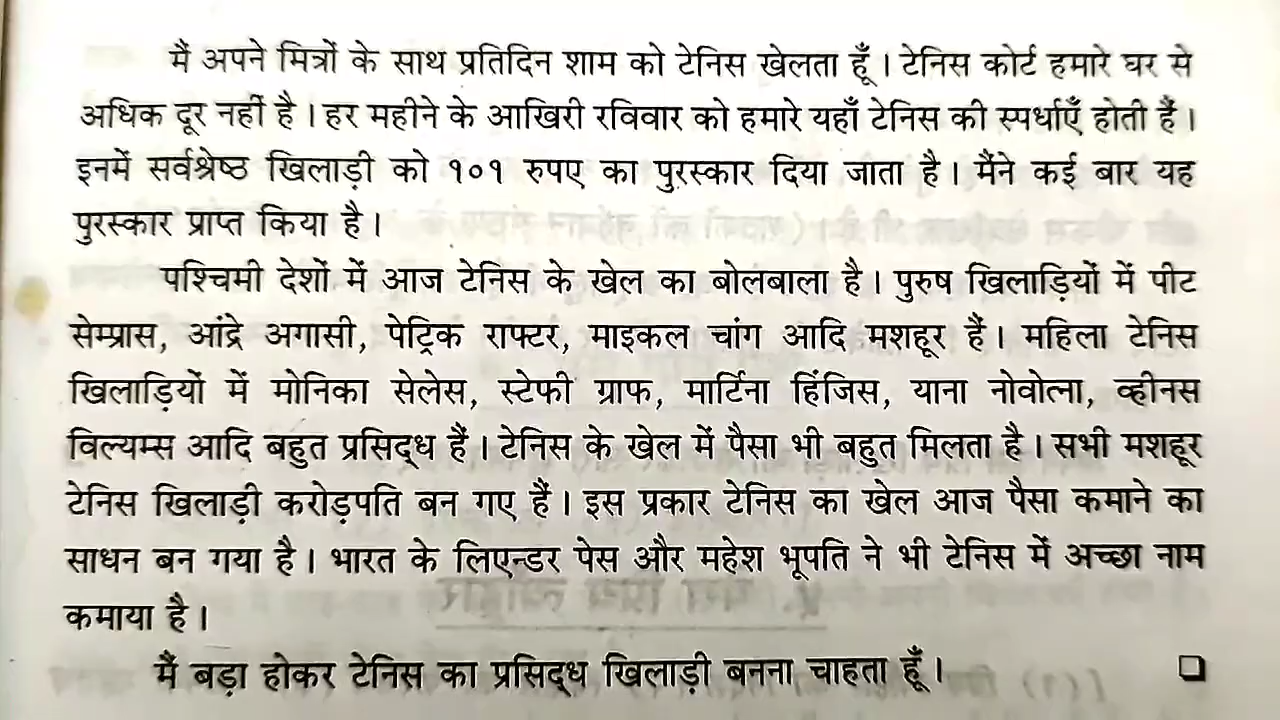 मैं अपने मित्रों के साथ प्रतिदिन शाम को टेनिस खेलता हूँ। टेनिस कोर्ट हमारे घर से
अधिक दूर नहीं है। हर महीने के आखिरी रविवार को हमारे यहाँ टेनिस की स्पर्धाएँ होती हैं।
इनमें सर्वश्रेष्ठ खिलाड़ी को १०१ रुपए का पुरस्कार दिया जाता है। मैंने कई बार यह
पुरस्कार प्राप्त किया है।
पश्चिमी देशों में आज टेनिस के खेल का बोलबाला है। पुरुष खिलाड़ियों में पीट
सेम्प्रास, आंद्रे अगासी, पेट्रिक राफ्टर, माइकल चांग आदि मशहूर हैं। महिला टेनिस
खिलाड़ियों में मोनिका सेलेस, स्टेफी ग्राफ, मार्टिना हिंजिस, याना नोवोत्ना, व्हीनस
विल्यम्स आदि बहुत प्रसिद्ध हैं। टेनिस के खेल में पैसा भी बहुत मिलता है। सभी मशहूर
टेनिस खिलाड़ी करोड़पति बन गए हैं। इस प्रकार टेनिस का खेल आज पैसा कमाने का
साधन बन गया है। भारत के लिएन्डर पेस और महेश भूपति ने भी टेनिस में अच्छा नाम
कमाया है।
मैं बड़ा होकर टेनिस का प्रसिद्ध खिलाड़ी बनना चाहता हूँ।